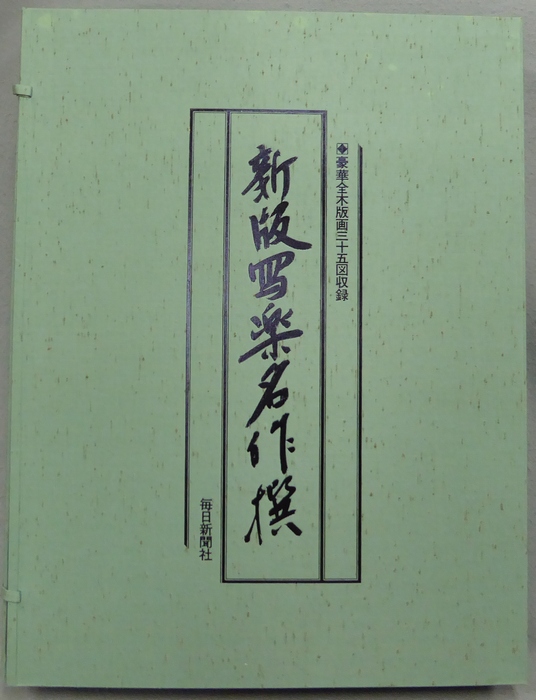 ◆豪華全木版画三十五図収録
新版写楽名作撰
毎日新聞社